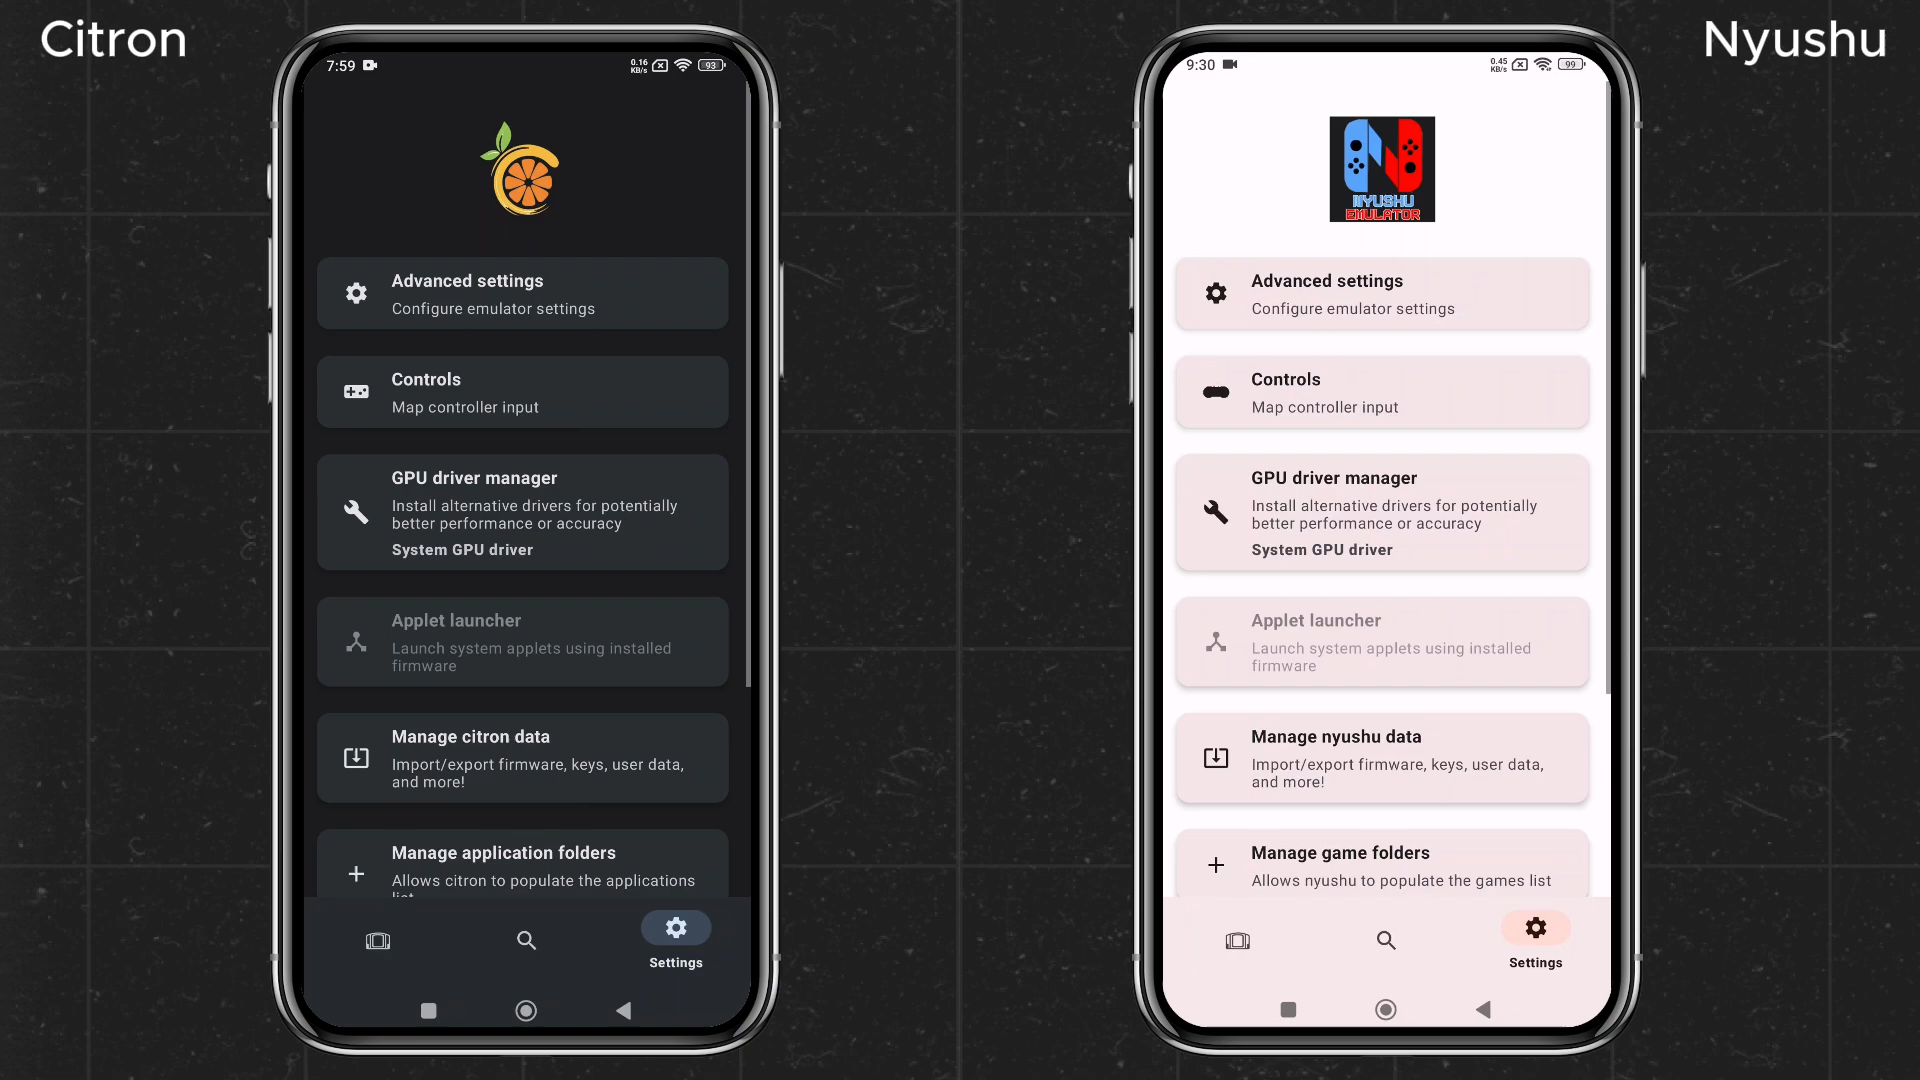 Citron
7:59
0.16
KB/s
93
Advanced settings
Configure emulator settings
Controls
Map controller input
GPU driver manager
Install alternative drivers for potentially
better performance or accuracy
System GPU driver
Applet launcher
Launch system applets using installed
firmware
Manage citron data
Import/export firmware, keys, user data,
and more!
Manage application folders
Allows citron to populate the applications
list
Settings
Nyushu
9:30
0.45
KB/s
99
NYUSHU
EMULATOR
Advanced settings
Configure emulator settings
Controls
Map controller input
GPU driver manager
Install alternative drivers for potentially
better performance or accuracy
System GPU driver
Applet launcher
Launch system applets using installed
firmware
Manage nyushu data
Import/export firmware, keys, user data,
and more!
Manage game folders
Allows nyushu to populate the games list
Settings